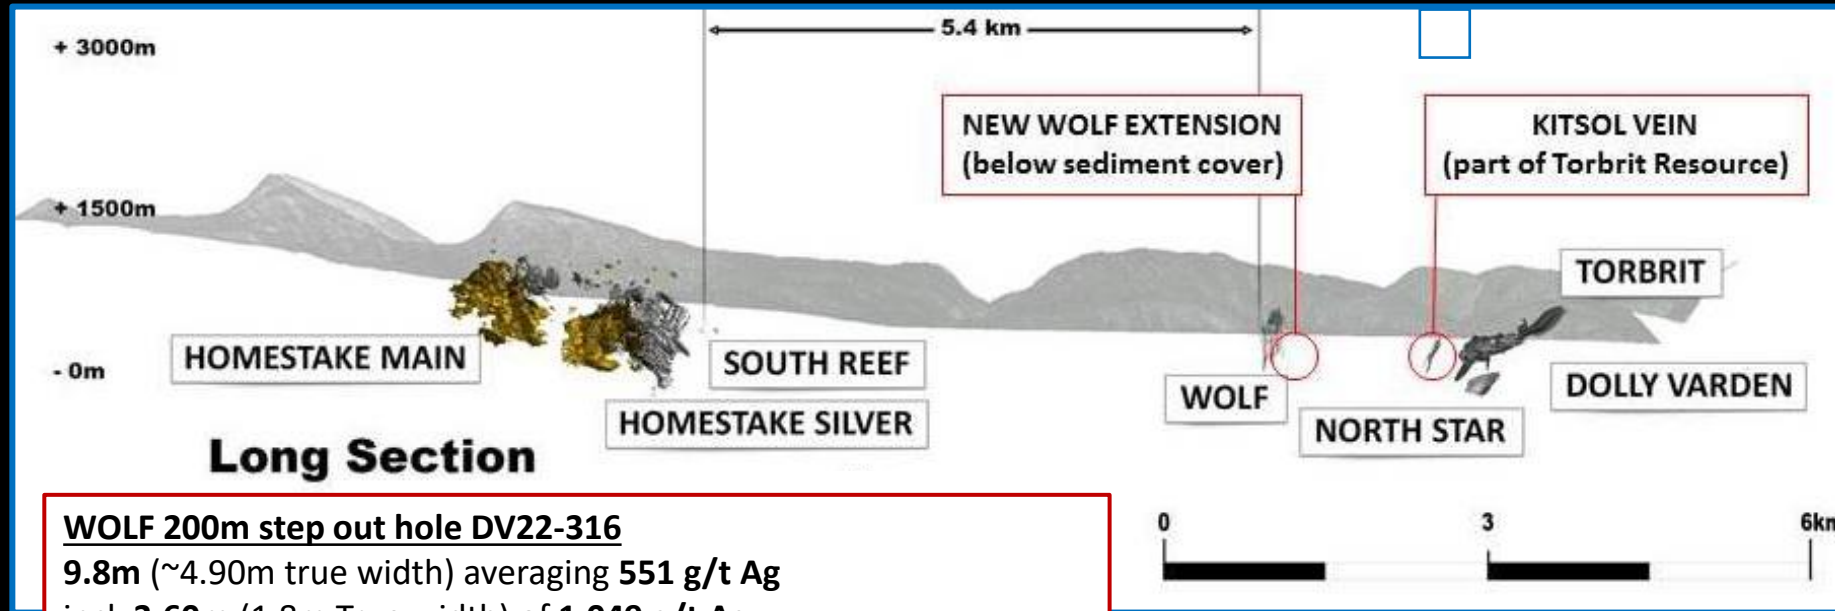 5.4 km
+ 3000m
NEW WOLF EXTENSION
(below sediment cover)
KITSOL VEIN
(part of Torbrit Resource)
+ 1500m
TORBRIT
- 0m
HOMESTAKE MAIN
SOUTH REEF
WOLF
DOLLY VARDEN
HOMESTAKE SILVER
NORTH STAR
Long Section
WOLF 200m step out hole DV22-316
9.8m (~4.90m true width) averaging 551 g/t Ag
0 3 6km